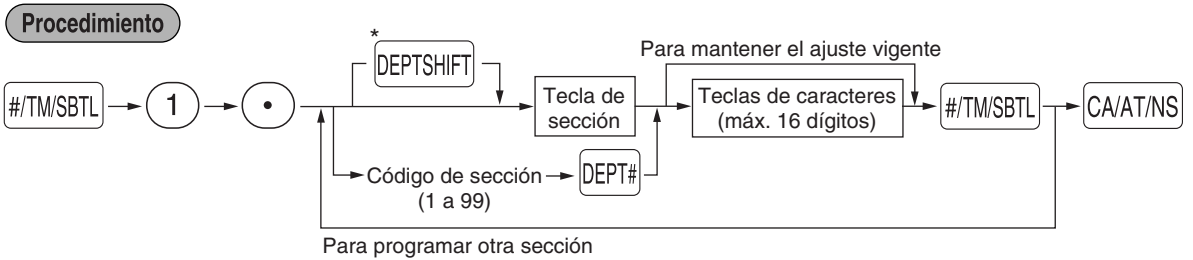 Procedimiento
*
DEPTSHIFT
Para mantener el ajuste vigente
#/TM/SBTL
1
•
Tecla de
sección
Teclas de caracteres
(máx. 16 dígitos)
#/TM/SBTL
CA/AT/NS
Código de sección
(1 a 99)
DEPT#
Para programar otra sección